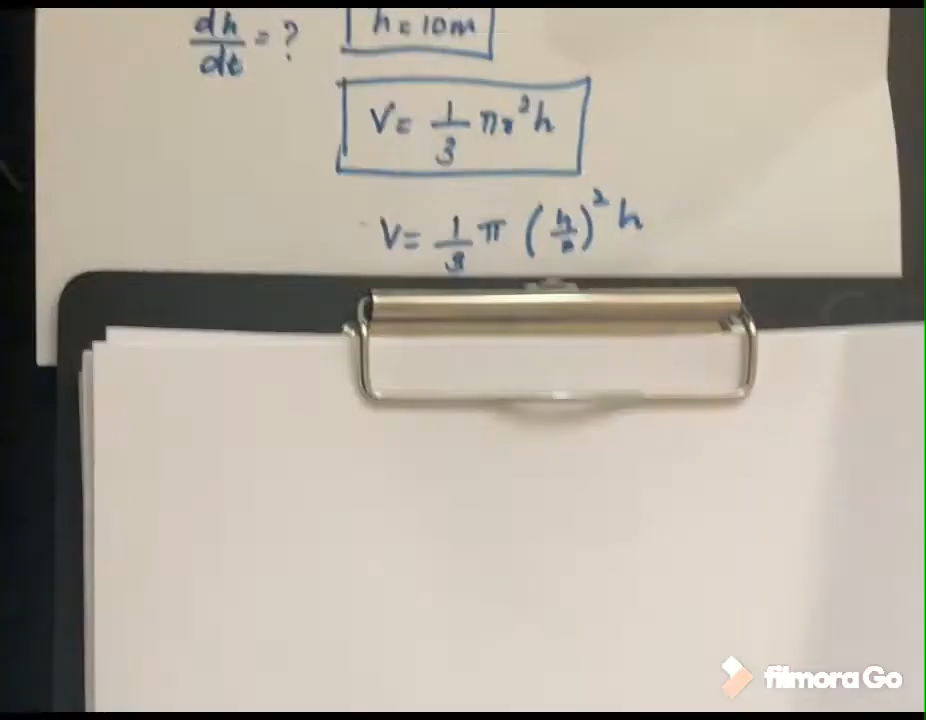 dh/dt = ? h = 10m
V = 1/3 πr²h
V = 1/3 π (h/2)² h
filmoraGo